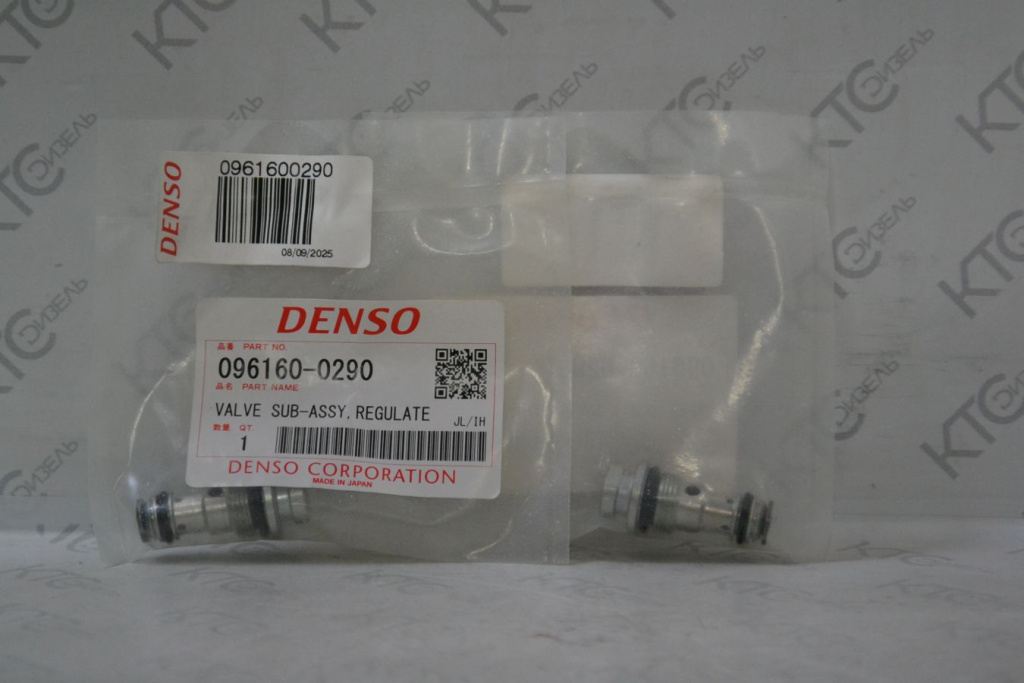 DENSO
0961600290
08/09/2025
DENSO
品番 PART NO.
096160-0290
品名 PART NAME
VALVE SUB-ASSY, REGULATE
JL/IH
数量 QT
1
DENSO CORPORATION
MADE IN JAPAN
КТС ДИЗЕЛЬ